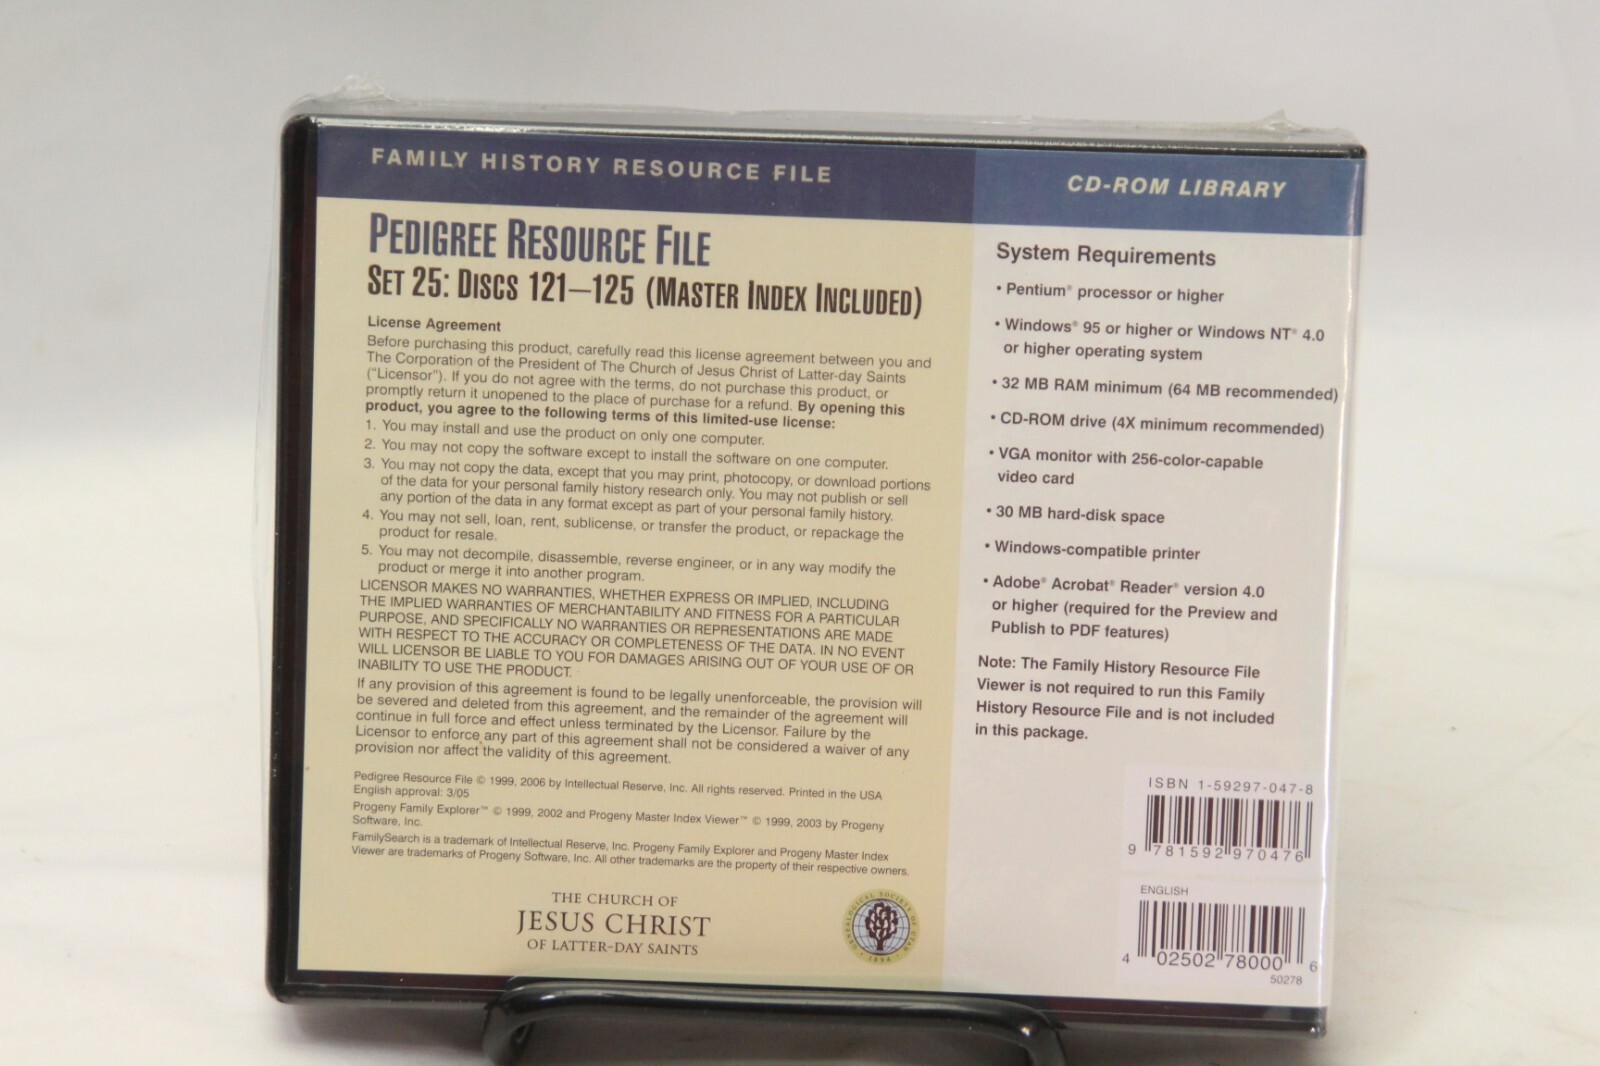 FAMILY HISTORY RESOURCE FILE
CD-ROM LIBRARY
PEDIGREE RESOURCE FILE
SET 25: DISCS 121–125 (MASTER INDEX INCLUDED)
License Agreement
Before purchasing this product, carefully read this license agreement between you and
The Corporation of the President of The Church of Jesus Christ of Latter-day Saints
("Licensor"). If you do not agree with the terms, do not purchase this product, or
promptly return it unopened to the place of purchase for a refund. By opening this
product, you agree to the following terms of this limited-use license:
1. You may install and use the product on only one computer.
2. You may not copy the software except to install the software on one computer.
3. You may not copy the data, except that you may print, photocopy, or download portions
of the data for your personal family history research only. You may not publish or sell
any portion of the data in any format except as part of your personal family history.
4. You may not sell, loan, rent, sublicense, or transfer the product, or repackage the
product for resale.
5. You may not decompile, disassemble, reverse engineer, or in any way modify the
product or merge it into another program.
LICENSOR MAKES NO WARRANTIES, WHETHER EXPRESS OR IMPLIED, INCLUDING
THE IMPLIED WARRANTIES OF MERCHANTABILITY AND FITNESS FOR A PARTICULAR
PURPOSE, AND SPECIFICALLY NO WARRANTIES OR REPRESENTATIONS ARE MADE
WITH RESPECT TO THE ACCURACY OR COMPLETENESS OF THE DATA. IN NO EVENT
WILL LICENSOR BE LIABLE TO YOU FOR DAMAGES ARISING OUT OF YOUR USE OF OR
INABILITY TO USE THE PRODUCT.
If any provision of this agreement is found to be legally unenforceable, the provision will
be severed and deleted from this agreement, and the remainder of the agreement will
continue in full force and effect unless terminated by the Licensor. Failure by the
Licensor to enforce any part of this agreement shall not be considered a waiver of any
provision nor affect the validity of this agreement.
Pedigree Resource File © 1999, 2006 by Intellectual Reserve, Inc. All rights reserved. Printed in the USA
English approval: 3/05
Progeny Family Explorer™ © 1999, 2002 and Progeny Master Index Viewer™ © 1999, 2003 by Progeny
Software, Inc.
FamilySearch is a trademark of Intellectual Reserve, Inc. Progeny Family Explorer and Progeny Master Index
Viewer are trademarks of Progeny Software, Inc. All other trademarks are the property of their respective owners.
THE CHURCH OF
JESUS CHRIST
OF LATTER-DAY SAINTS
GENEALOGICAL SOCIETY OF UTAH
• 1894 •
System Requirements
• Pentium® processor or higher
• Windows® 95 or higher or Windows NT® 4.0
or higher operating system
• 32 MB RAM minimum (64 MB recommended)
• CD-ROM drive (4X minimum recommended)
• VGA monitor with 256-color-capable
video card
• 30 MB hard-disk space
• Windows-compatible printer
• Adobe® Acrobat® Reader® version 4.0
or higher (required for the Preview and
Publish to PDF features)
Note: The Family History Resource File
Viewer is not required to run this Family
History Resource File and is not included
in this package.
ISBN 1-59297-047-8
9 781592 970476
ENGLISH
4 02502 78000 6
50278